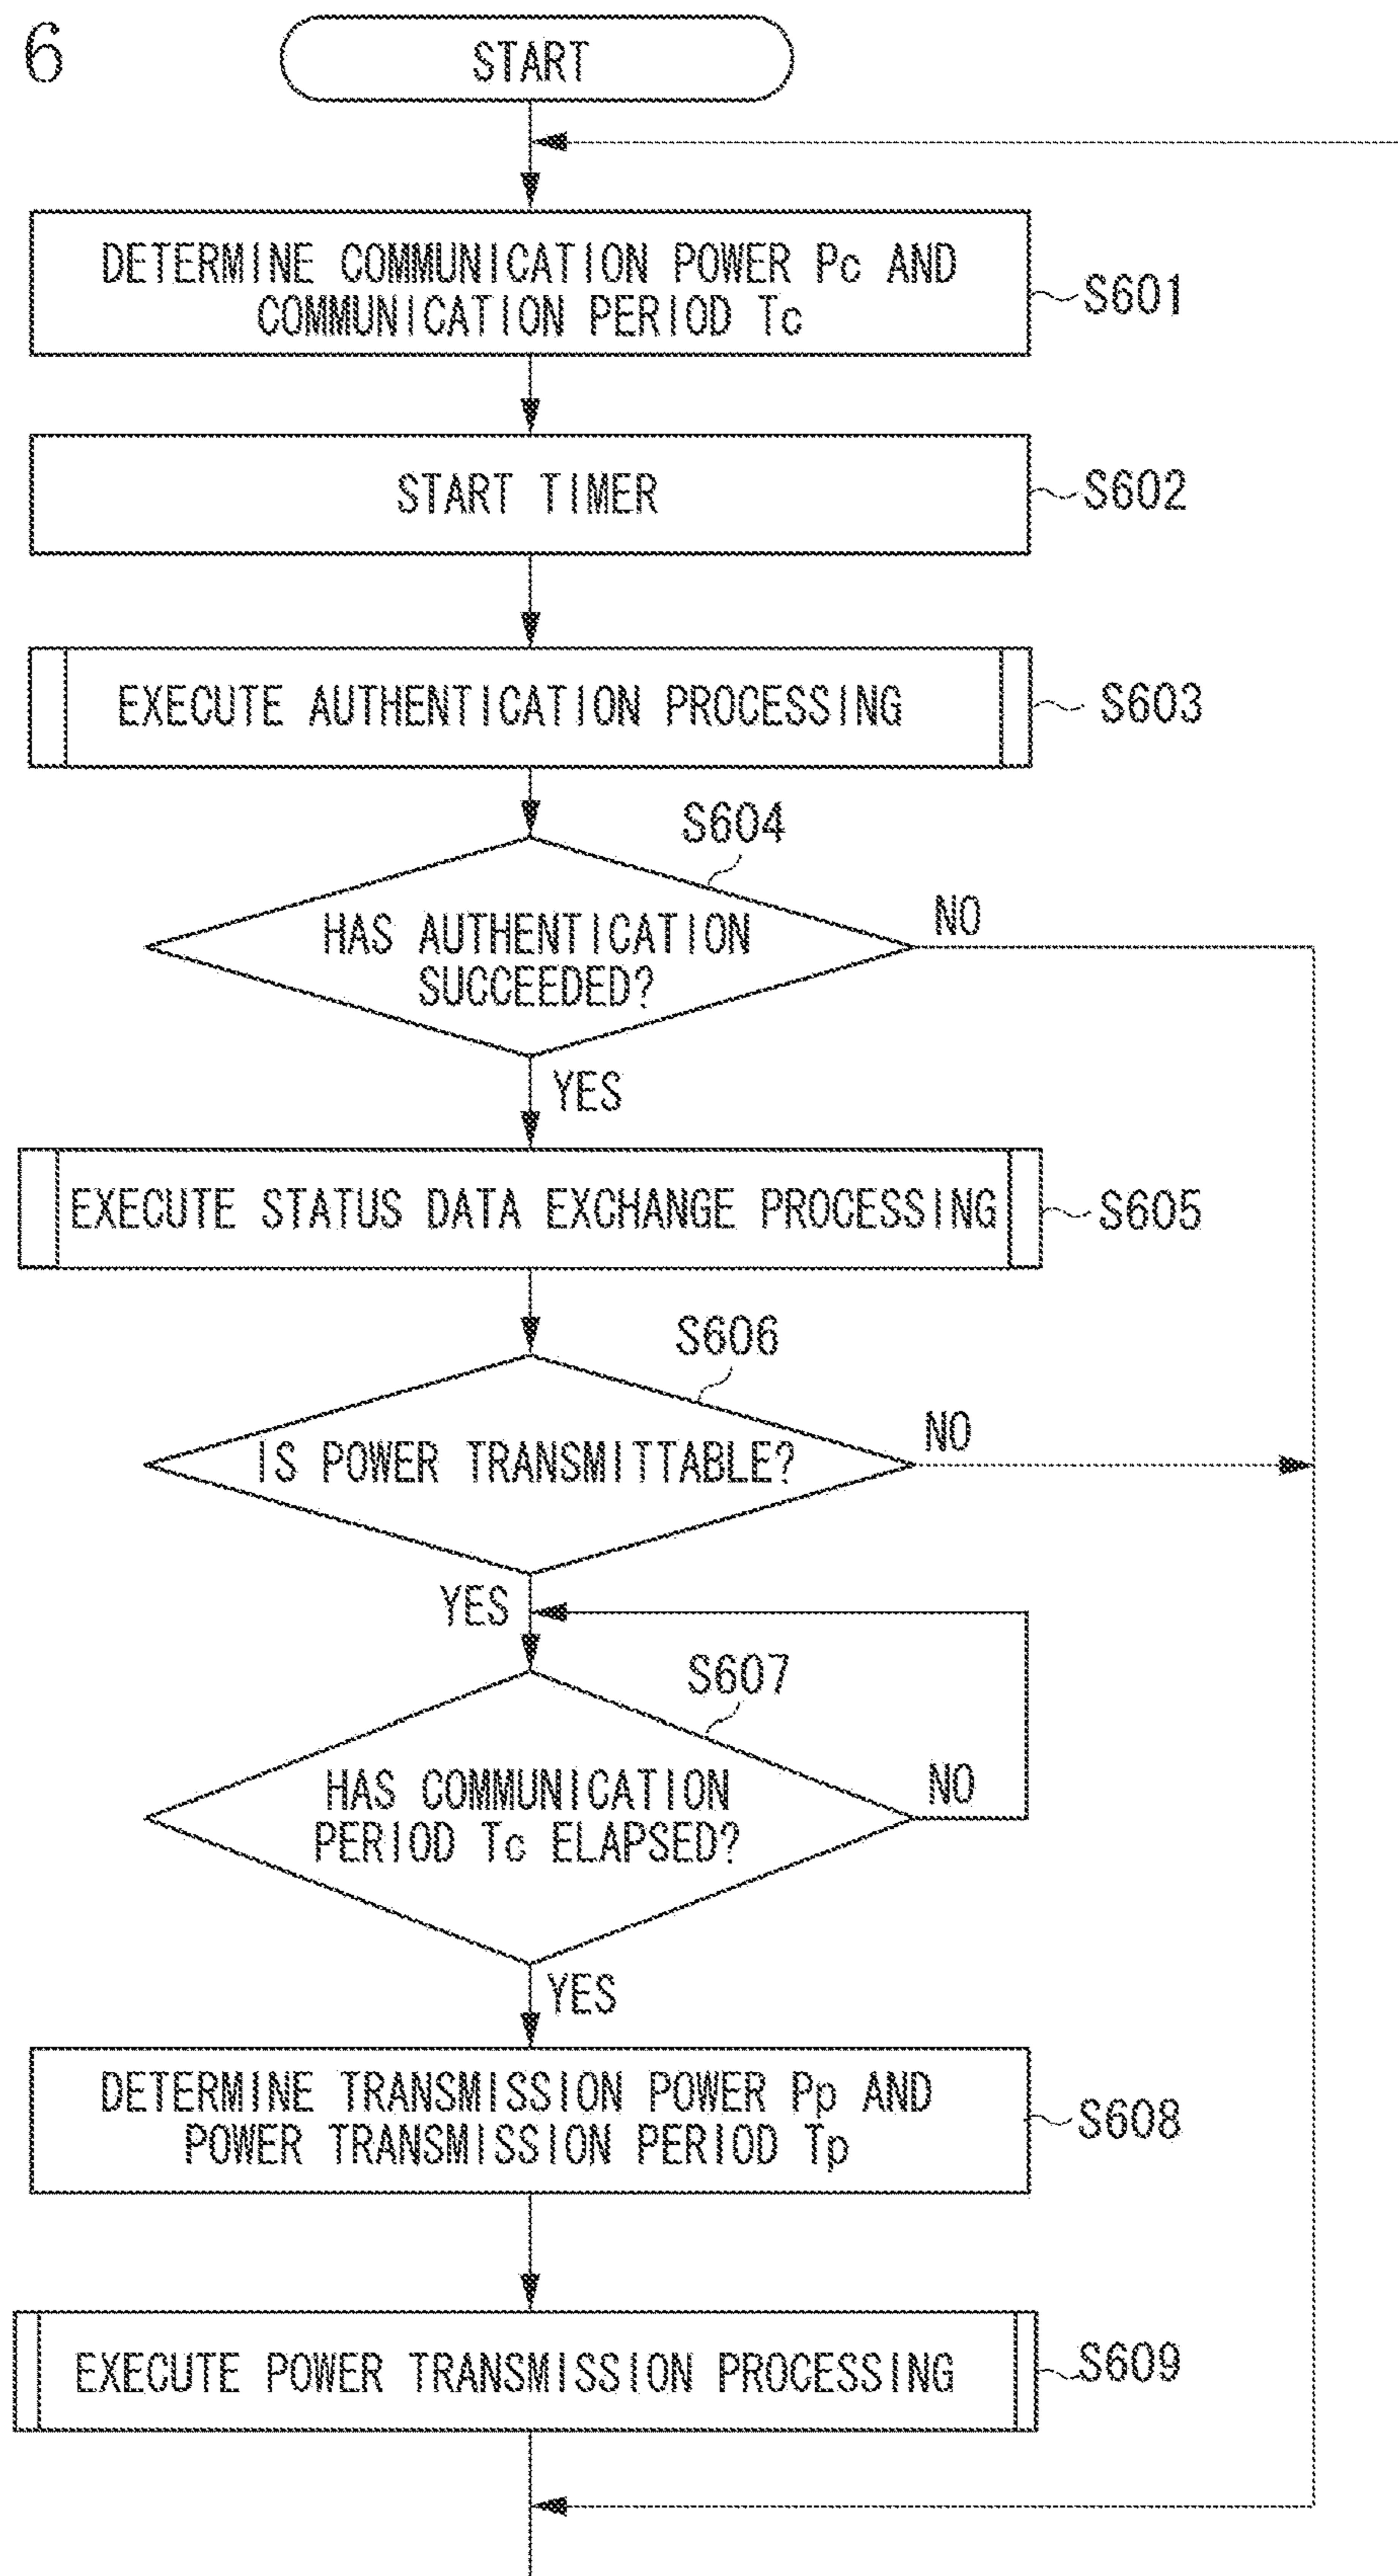 6
START
DETERMINE COMMUNICATION POWER Pc AND
COMMUNICATION PERIOD Tc
S601
START TIMER
S602
EXECUTE AUTHENTICATION PROCESSING
S603
S604
HAS AUTHENTICATION
SUCCEEDED?
NO
YES
EXECUTE STATUS DATA EXCHANGE PROCESSING
S605
S606
IS POWER TRANSMITTABLE?
NO
YES
S607
HAS COMMUNICATION
PERIOD Tc ELAPSED?
NO
YES
DETERMINE TRANSMISSION POWER Pp AND
POWER TRANSMISSION PERIOD Tp
S608
EXECUTE POWER TRANSMISSION PROCESSING
S609